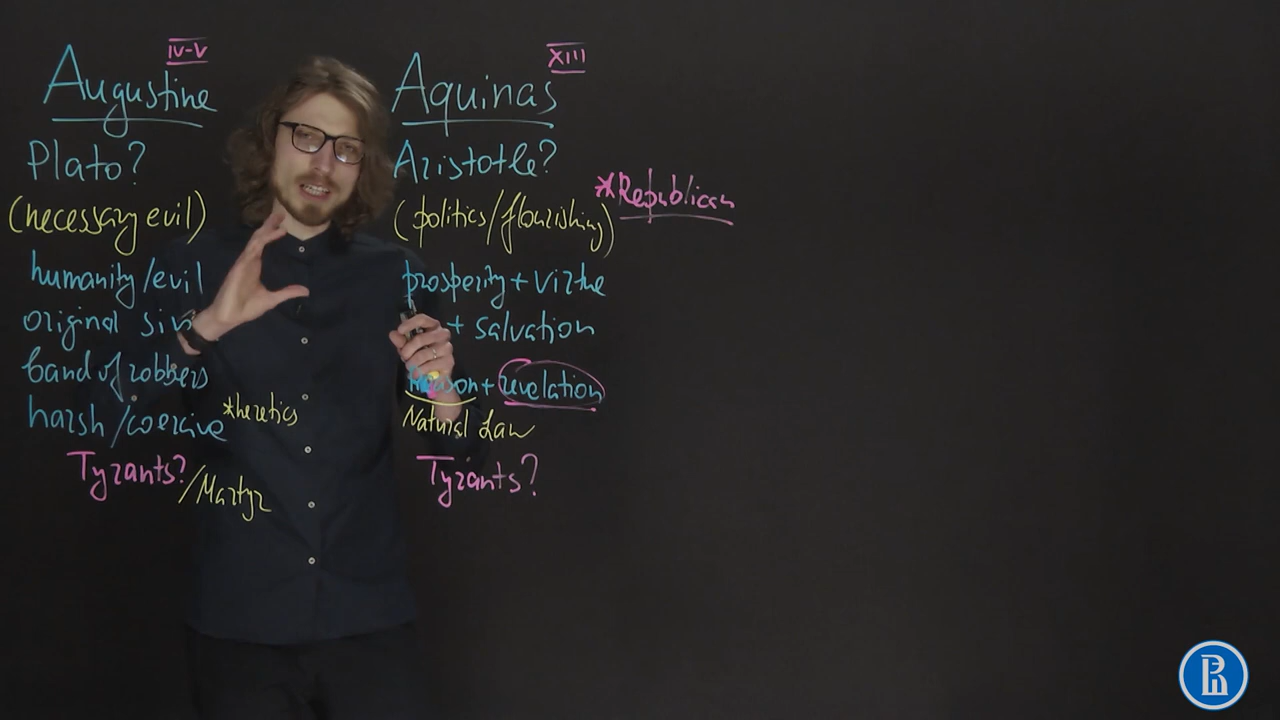 IV-V
Augustine
Plato?
(necessary evil)
humanity/evil
original sin
band of robbers
harsh/coercive
*heretics
Tyrants?
/Martyr
XIII
Aquinas
Aristotle?
(politics/flourishing)
*Republican
prosperity + virtue
+ salvation
Reason + revelation
Natural Law
Tyrants?